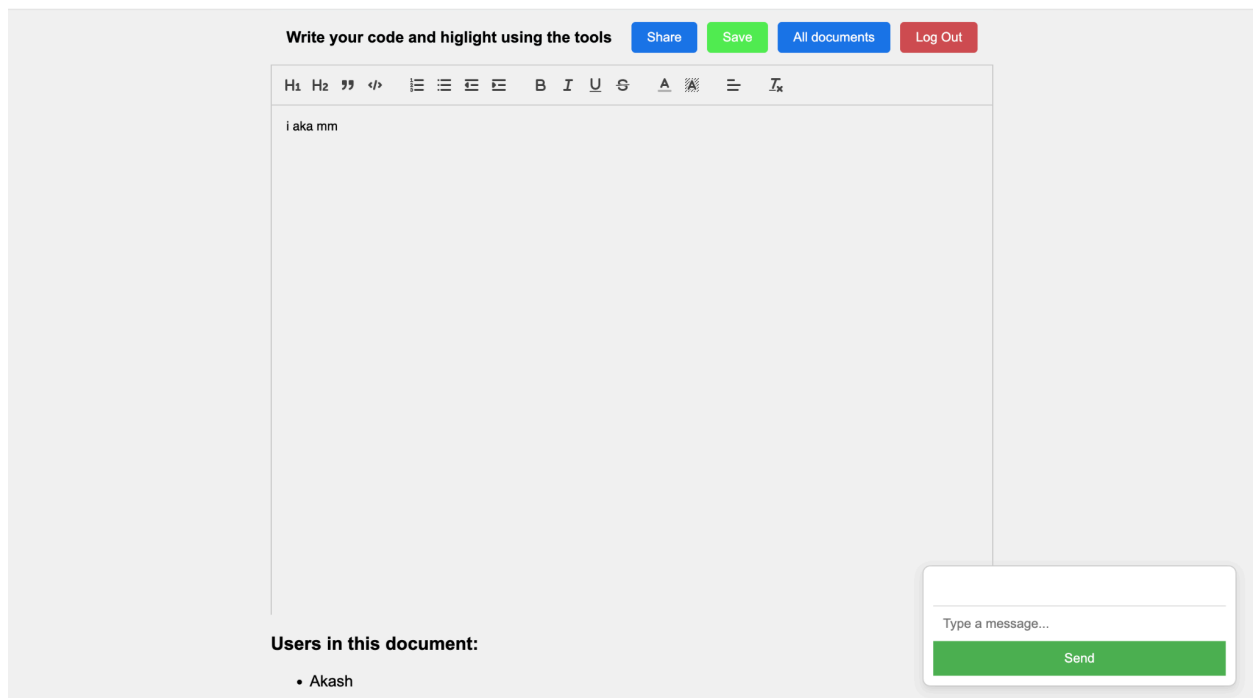 Write your code and higlight using the tools Share Save All documents Log Out
H1 H2
i aka mm
Users in this document:
• Akash
Type a message...
Send